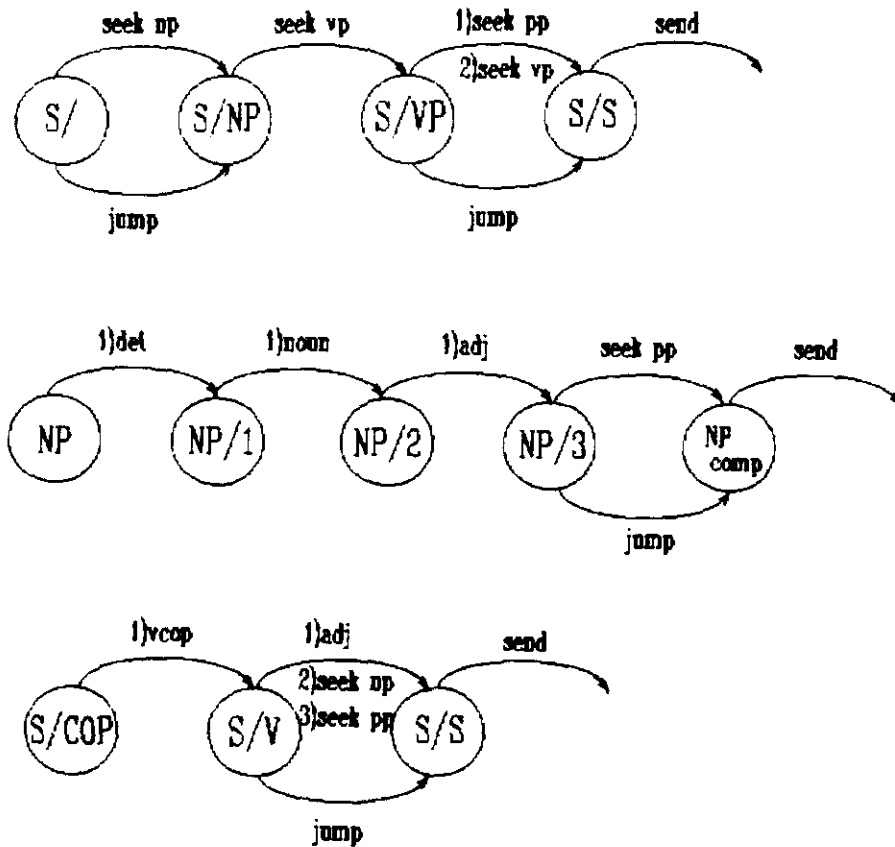 seek np seek vp 1)seek pp send
2)seek vp
S/ S/NP S/VP S/S
jump jump
1)det 1)noun 1)adj seek pp send
NP NP/1 NP/2 NP/3 NP
comp
jump
1)vcop 1)adj send
2)seek np
3)seek pp
S/COP S/V S/S
jump